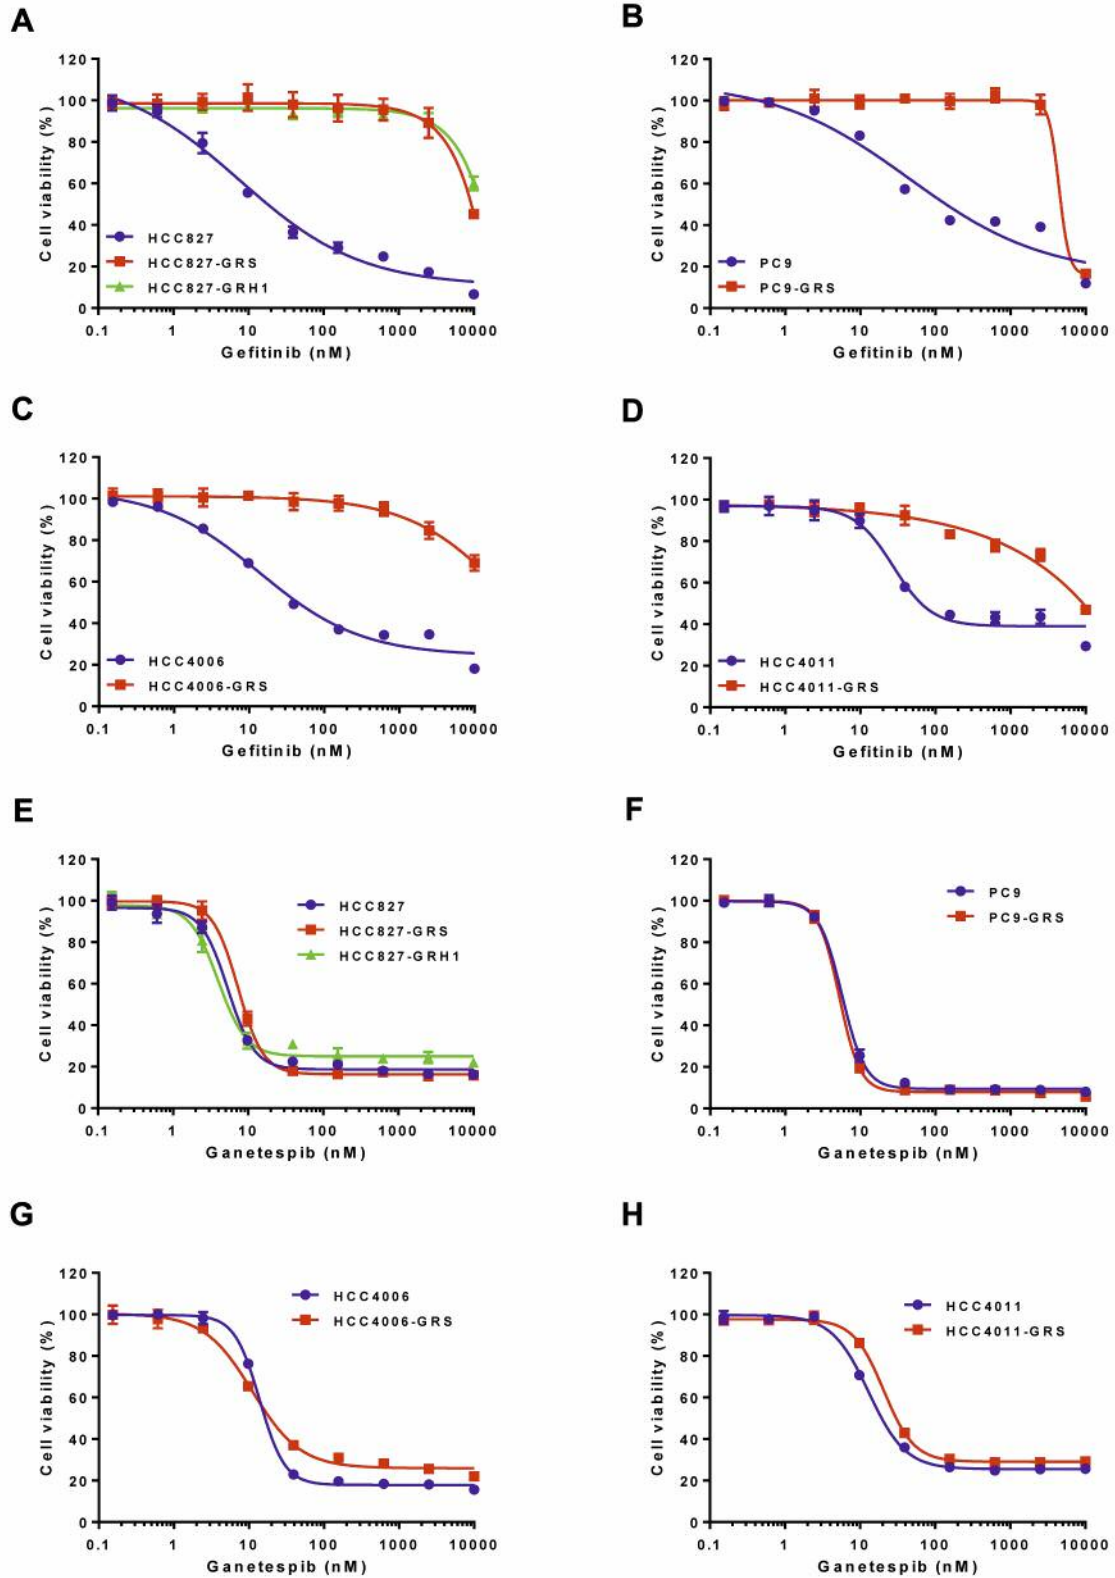 A
120
100
80
60
40
20
0
Cell viability (%)
HCC827
HCC827-GRS
HCC827-GRH1
0.1 1 10 100 1000 10000
Gefitinib (nM)
B
120
100
80
60
40
20
0
Cell viability (%)
PC9
PC9-GRS
0.1 1 10 100 1000 10000
Gefitinib (nM)
C
120
100
80
60
40
20
0
Cell viability (%)
HCC4006
HCC4006-GRS
0.1 1 10 100 1000 10000
Gefitinib (nM)
D
120
100
80
60
40
20
0
Cell viability (%)
HCC4011
HCC4011-GRS
0.1 1 10 100 1000 10000
Gefitinib (nM)
E
120
100
80
60
40
20
0
Cell viability (%)
HCC827
HCC827-GRS
HCC827-GRH1
0.1 1 10 100 1000 10000
Ganetespib (nM)
F
120
100
80
60
40
20
0
Cell viability (%)
PC9
PC9-GRS
0.1 1 10 100 1000 10000
Ganetespib (nM)
G
120
100
80
60
40
20
0
Cell viability (%)
HCC4006
HCC4006-GRS
0.1 1 10 100 1000 10000
Ganetespib (nM)
H
120
100
80
60
40
20
0
Cell viability (%)
HCC4011
HCC4011-GRS
0.1 1 10 100 1000 10000
Ganetespib (nM)